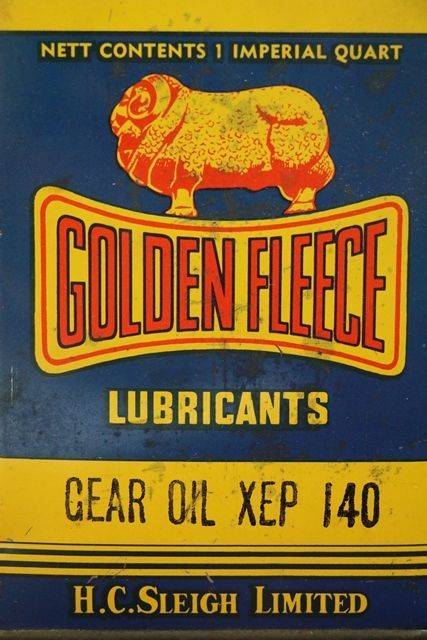 NETT CONTENTS 1 IMPERIAL QUART
GOLDEN FLEECE
LUBRICANTS
GEAR OIL XEP 140
H.C.SLEIGH LIMITED